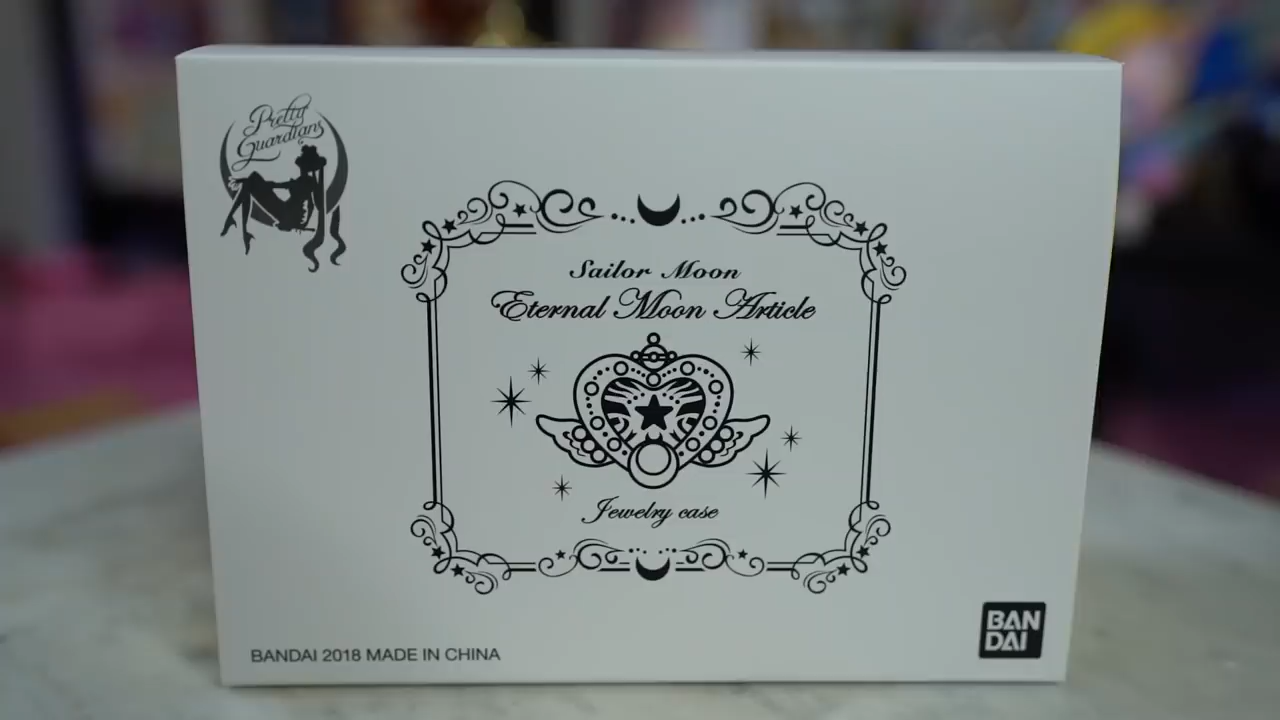 Pretty
Guardians
Sailor Moon
Eternal Moon Article
Jewelry case
BANDAI 2018 MADE IN CHINA
BAN
DAI